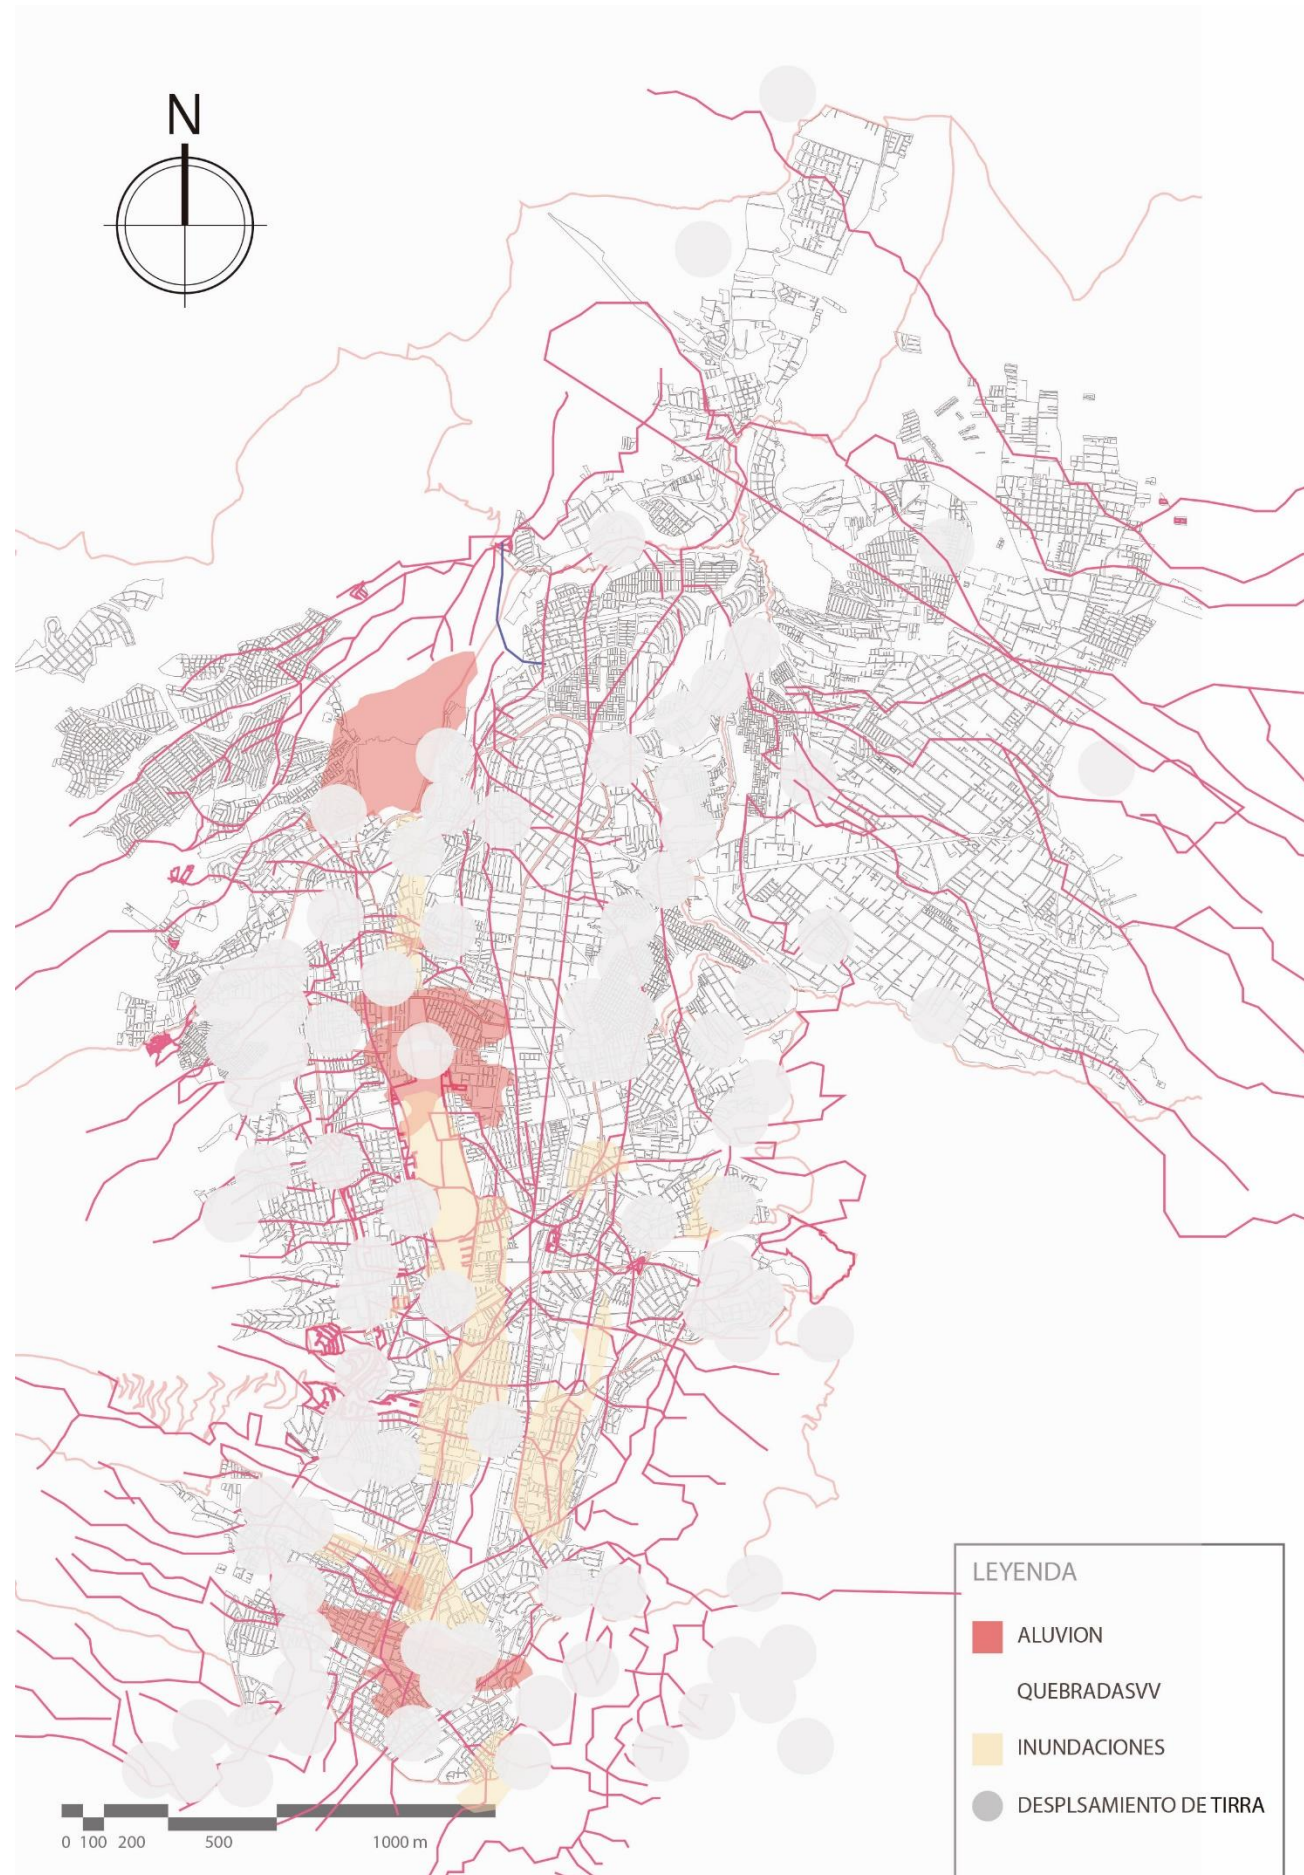 N
LEYENDA
ALUVION
QUEBRADASVV
INUNDACIONES
DESPLSAMIENTO DE TIRRA
0 100 200 500 1000 m